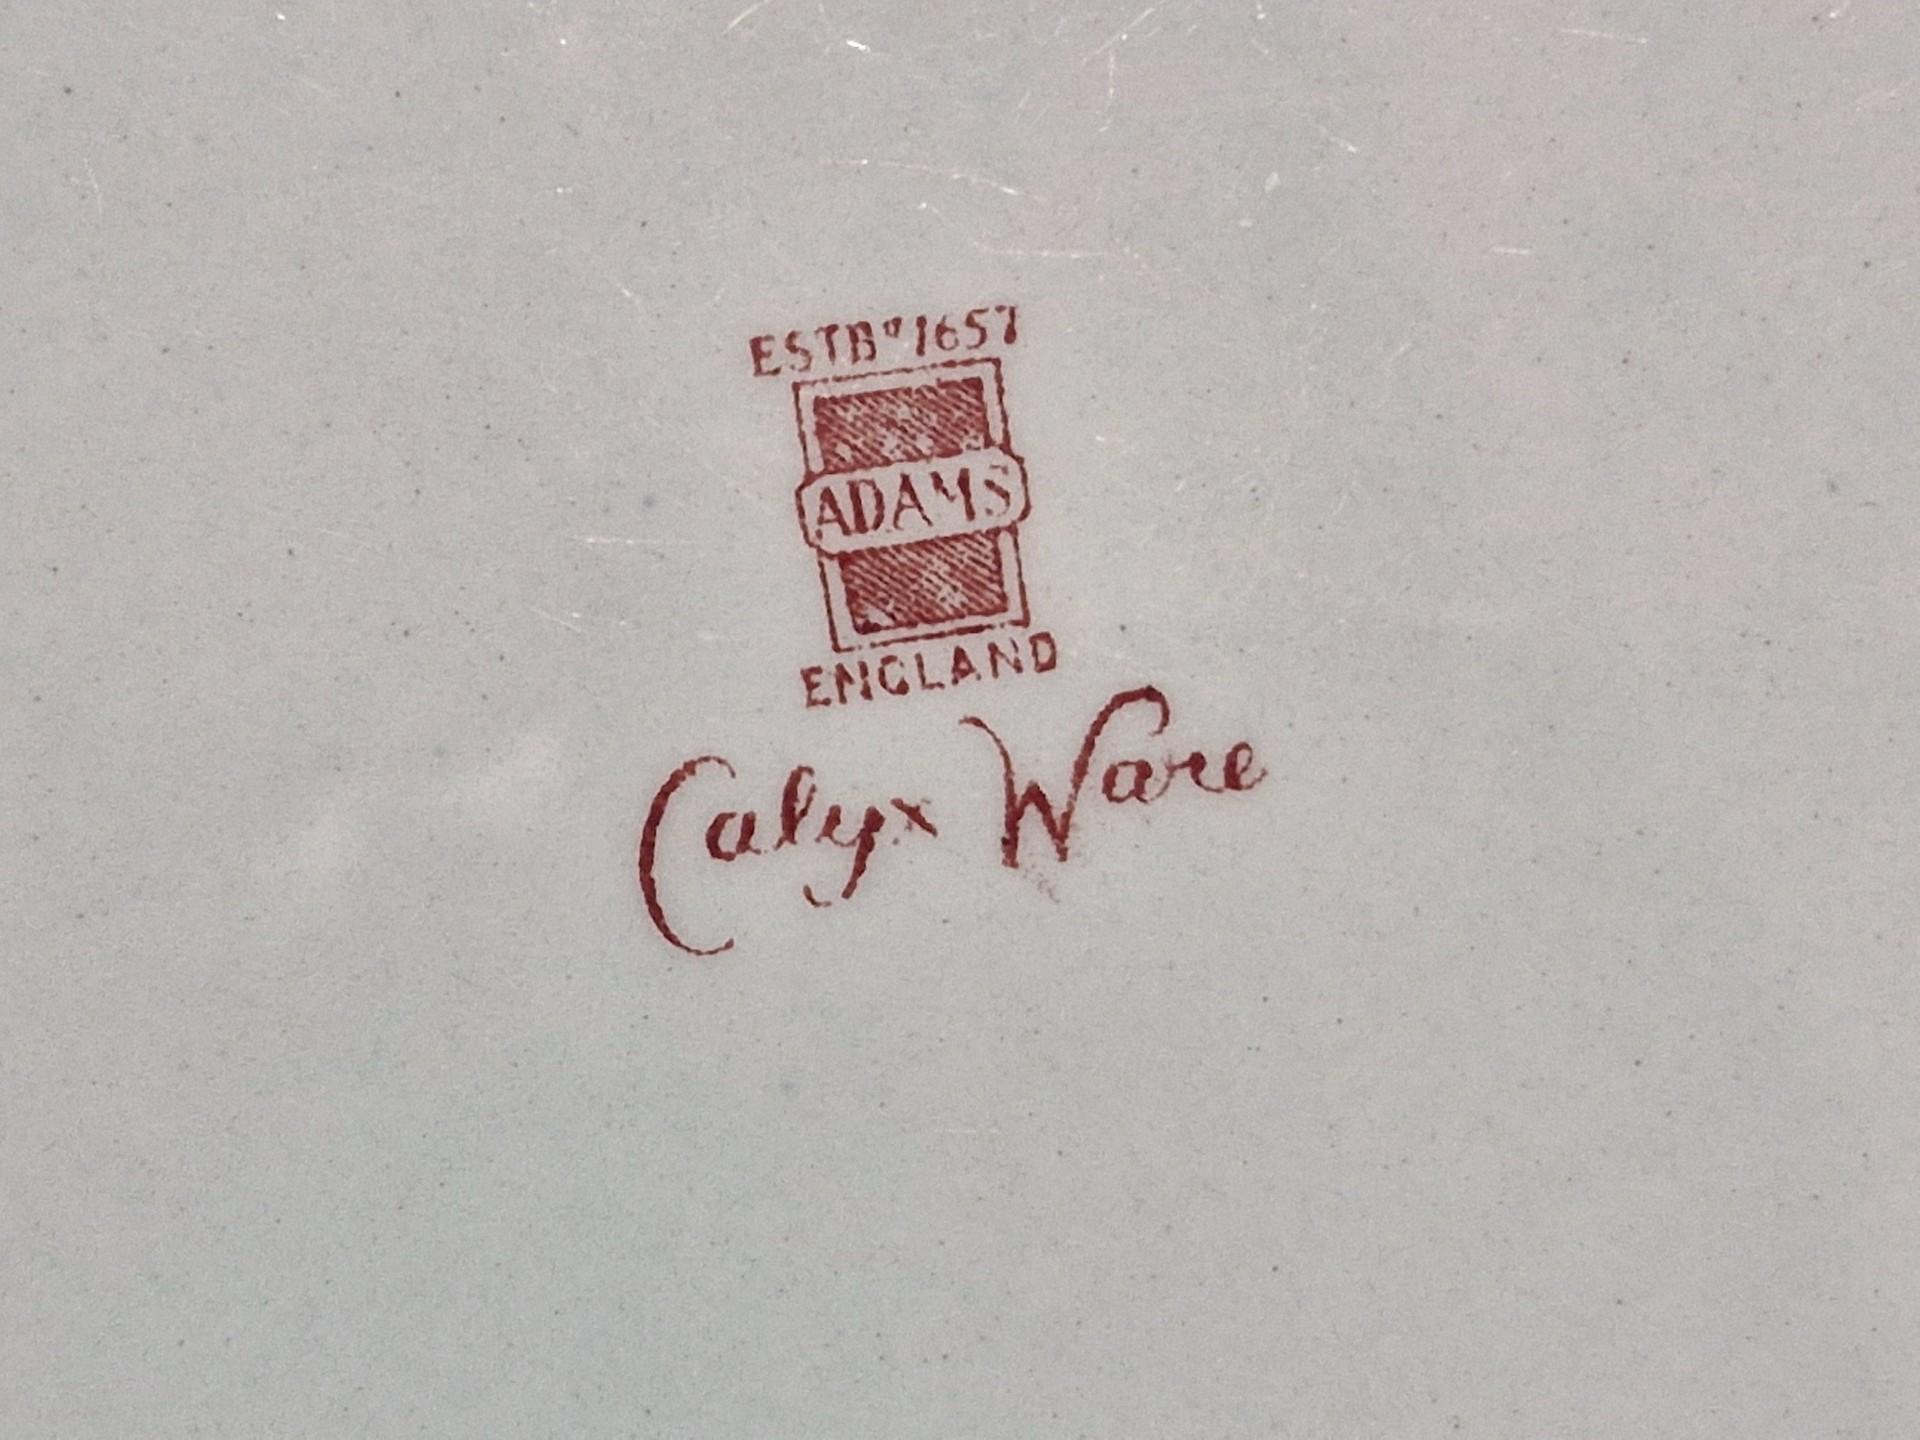 ESTBᴰ 1657
ADAMS
ENGLAND
Calyx Ware